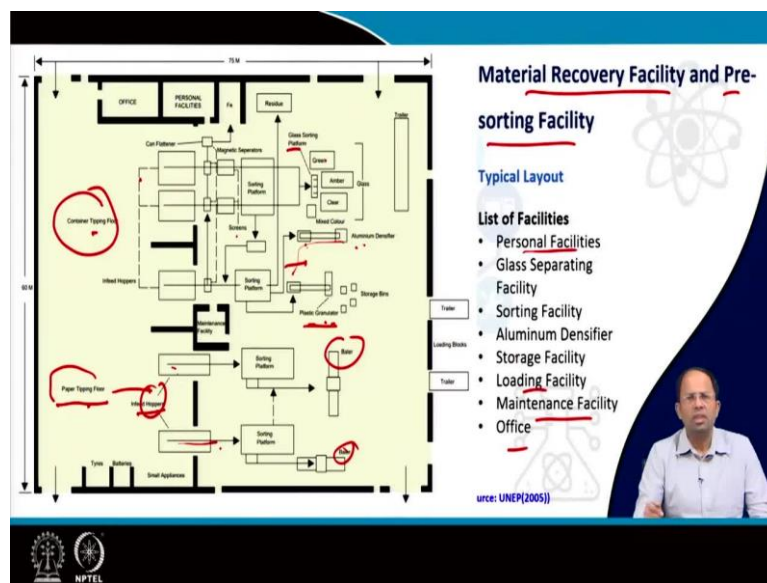 75 M
60 M
OFFICE
PERSONAL
FACILITIES
Fe
Residue
Trailer
Can Flattener
Magnetic Separators
Glass Sorting
Platform
Green
Amber
Clear
Glass
Mixed Colour
Sorting
Platform
Container Tipping Floor
Screens
Aluminum Densifier
Infeed Hoppers
Sorting
Platform
Plastic Granulator
Storage Bins
Maintenance
Facility
Trailer
Loading Blocks
Trailer
Paper Tipping Floor
Infeed Hoppers
Sorting
Platform
Baler
Sorting
Platform
Baler
Tyres
Batteries
Small Appliances
Material Recovery Facility and Pre-
sorting Facility
Typical Layout
List of Facilities
• Personal Facilities
• Glass Separating
Facility
• Sorting Facility
• Aluminum Densifier
• Storage Facility
• Loading Facility
• Maintenance Facility
• Office
urce: UNEP(2005))
NPTEL